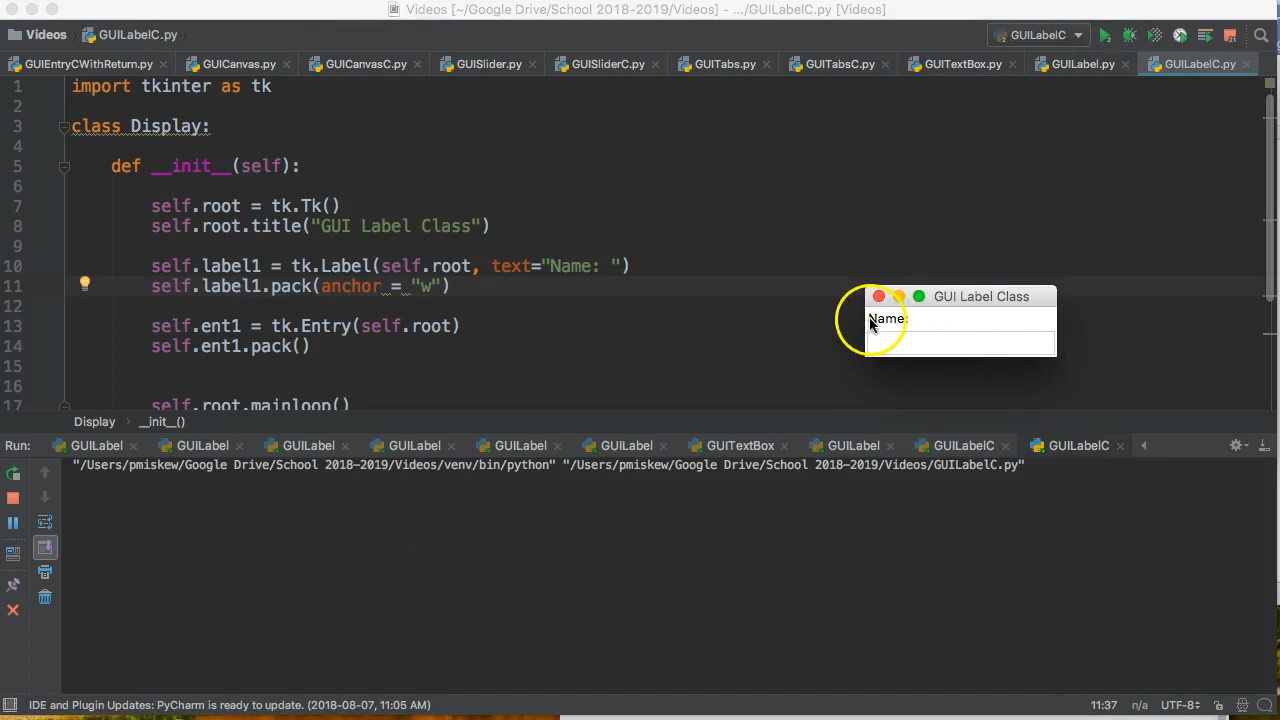 Videos [~/Google Drive/School 2018-2019/Videos] - .../GUILabelC.py [Videos]
Videos GUILabelC.py GUILabelC
GUIEntryCWithReturn.py GUICanvas.py GUICanvasC.py GUISlider.py GUISliderC.py GUITabs.py GUITabsC.py GUITextBox.py GUILabel.py GUILabelC.py
1 import tkinter as tk
2
3 class Display:
4
5 def __init__(self):
6
7 self.root = tk.Tk()
8 self.root.title("GUI Label Class")
9
10 self.label1 = tk.Label(self.root, text="Name: ")
11 self.label1.pack(anchor = "w")
12
13 self.ent1 = tk.Entry(self.root)
14 self.ent1.pack()
15
16
17 self.root.mainloop()
GUI Label Class
Name:
Display __init__()
Run: GUILabel GUILabel GUILabel GUILabel GUILabel GUILabel GUITextBox GUILabel GUILabelC GUILabelC
"/Users/pmiskew/Google Drive/School 2018-2019/Videos/venv/bin/python" "/Users/pmiskew/Google Drive/School 2018-2019/Videos/GUILabelC.py"
IDE and Plugin Updates: PyCharm is ready to update. (2018-08-07, 11:05 AM) 11:37 n/a UTF-8